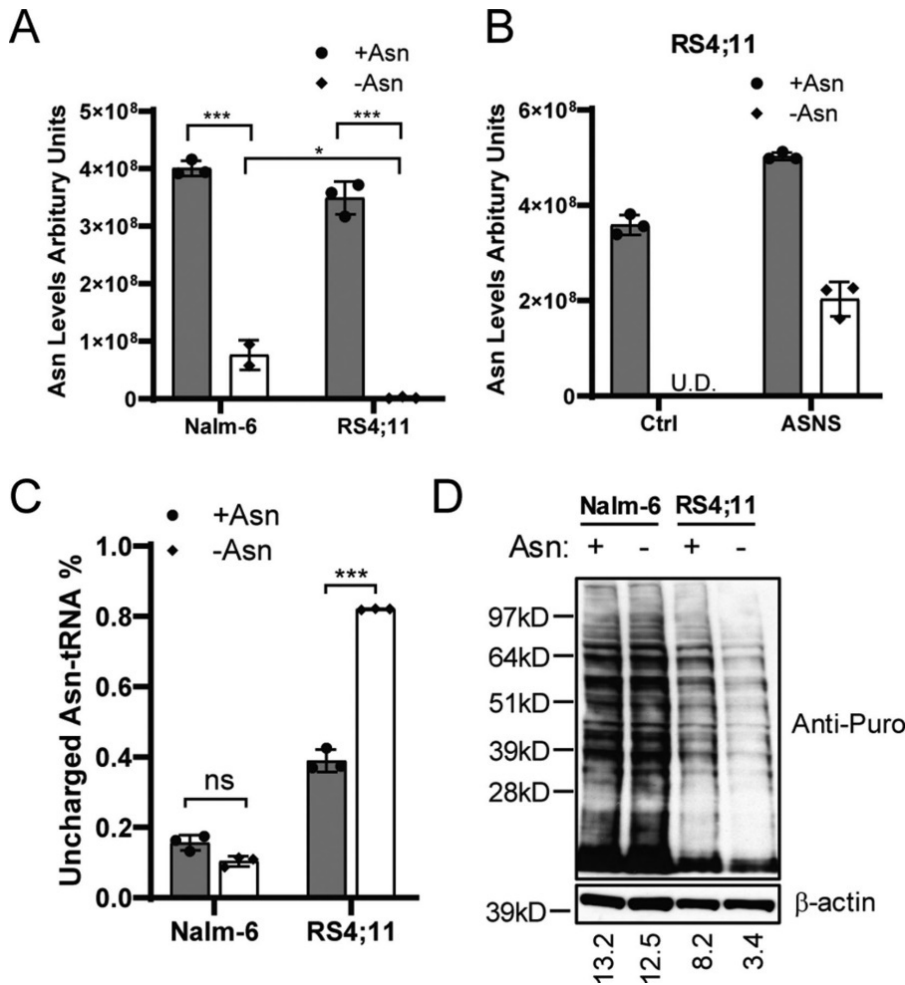 A
+Asn
-Asn
Asn Levels Arbitury Units
5×10⁸
4×10⁸
3×10⁸
2×10⁸
1×10⁸
0
***
***
*
Nalm-6
RS4;11
B
RS4;11
+Asn
-Asn
Asn Levels Arbitury Units
6×10⁸
4×10⁸
2×10⁸
0
U.D.
Ctrl
ASNS
C
+Asn
-Asn
Uncharged Asn-tRNA %
1.0
0.8
0.6
0.4
0.2
0.0
ns
***
Nalm-6
RS4;11
D
Nalm-6 RS4;11
Asn: + - + -
97kD
64kD
51kD
39kD
28kD
Anti-Puro
39kD
β-actin
13.2 12.5 8.2 3.4